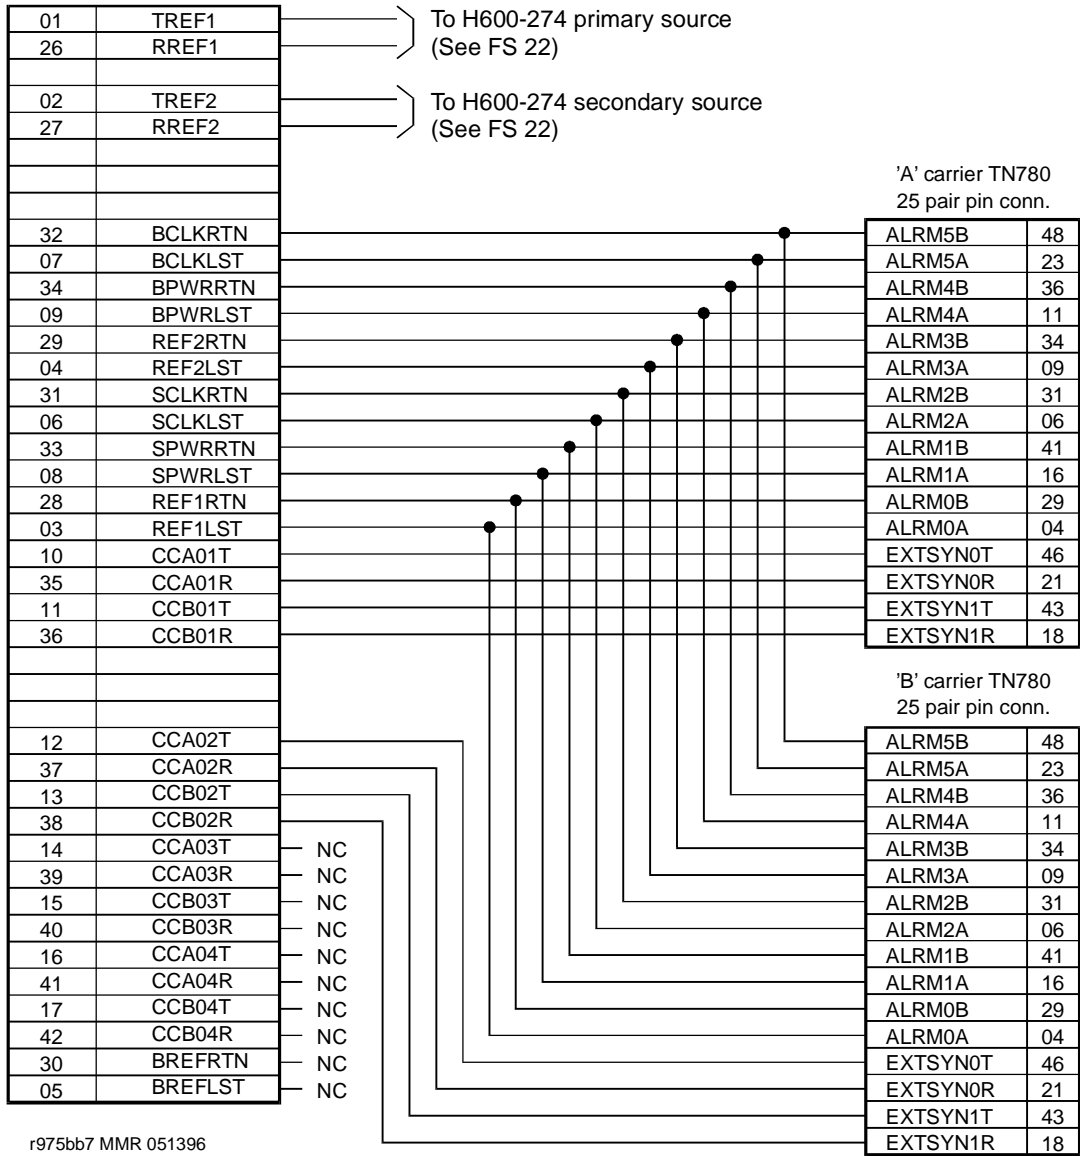 01 TREF1 To H600-274 primary source
26 RREF1 (See FS 22)
02 TREF2 To H600-274 secondary source
27 RREF2 (See FS 22)
'A' carrier TN780
25 pair pin conn.
32 BCLKRTN ALRM5B 48
07 BCLKLST ALRM5A 23
34 BPWRRTN ALRM4B 36
09 BPWRLST ALRM4A 11
29 REF2RTN ALRM3B 34
04 REF2LST ALRM3A 09
31 SCLKRTN ALRM2B 31
06 SCLKLST ALRM2A 06
33 SPWRRTN ALRM1B 41
08 SPWRLST ALRM1A 16
28 REF1RTN ALRM0B 29
03 REF1LST ALRM0A 04
10 CCA01T EXTSYN0T 46
35 CCA01R EXTSYN0R 21
11 CCB01T EXTSYN1T 43
36 CCB01R EXTSYN1R 18
'B' carrier TN780
25 pair pin conn.
12 CCA02T ALRM5B 48
37 CCA02R ALRM5A 23
13 CCB02T ALRM4B 36
38 CCB02R ALRM4A 11
14 CCA03T NC ALRM3B 34
39 CCA03R NC ALRM3A 09
15 CCB03T NC ALRM2B 31
40 CCB03R NC ALRM2A 06
16 CCA04T NC ALRM1B 41
41 CCA04R NC ALRM1A 16
17 CCB04T NC ALRM0B 29
42 CCB04R NC ALRM0A 04
30 BREFRTN NC EXTSYN0T 46
05 BREFLST NC EXTSYN0R 21
EXTSYN1T 43
r975bb7 MMR 051396 EXTSYN1R 18